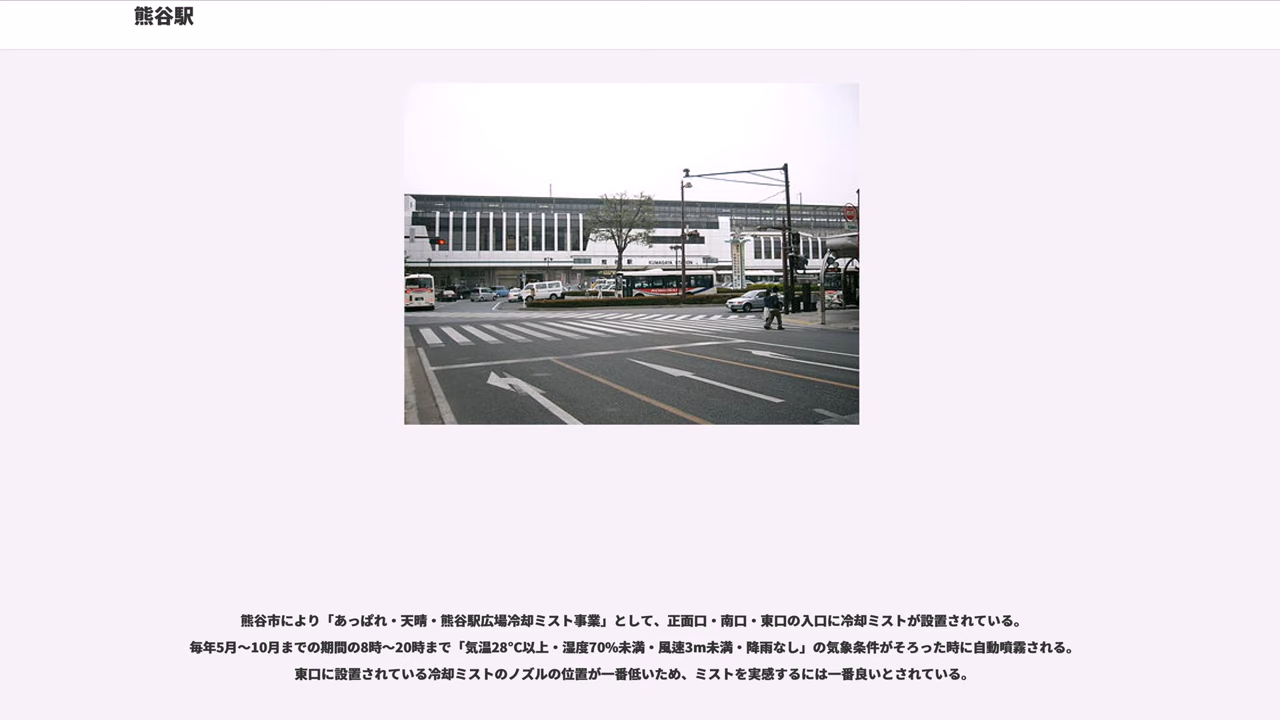 熊谷駅
KUMAGAYA STATION
熊谷市により「あっぱれ・天晴・熊谷駅広場冷却ミスト事業」として、正面口・南口・東口の入口に冷却ミストが設置されている。
毎年5月〜10月までの期間の8時〜20時まで「気温28℃以上・湿度70%未満・風速3m未満・降雨なし」の気象条件がそろった時に自動噴霧される。
東口に設置されている冷却ミストのノズルの位置が一番低いため、ミストを実感するには一番良いとされている。